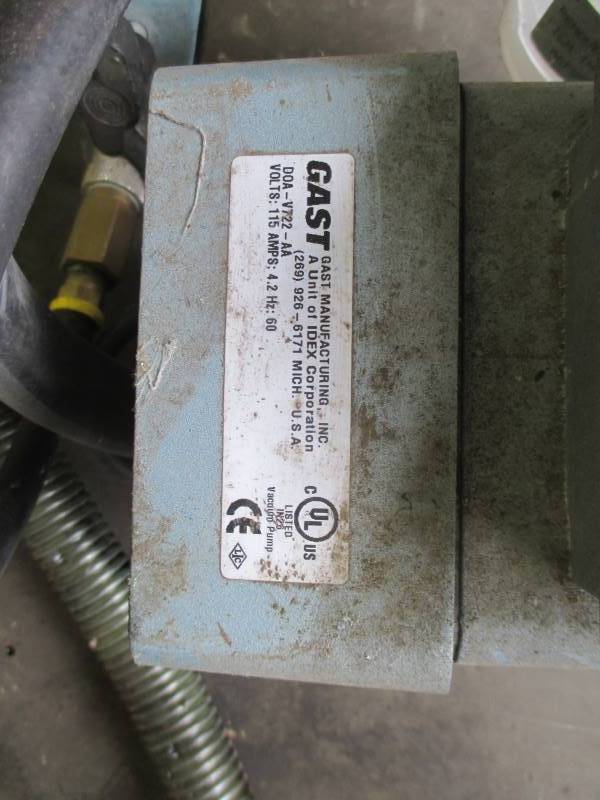 GAST
GAST MANUFACTURING, INC.
A Unit of IDEX Corporation
(269) 926-6171 MICH. U.S.A.
DOA-V722-AA
VOLTS: 115 AMPS: 4.2 Hz: 60
C UL US
LISTED
Vacuum Pump
CE